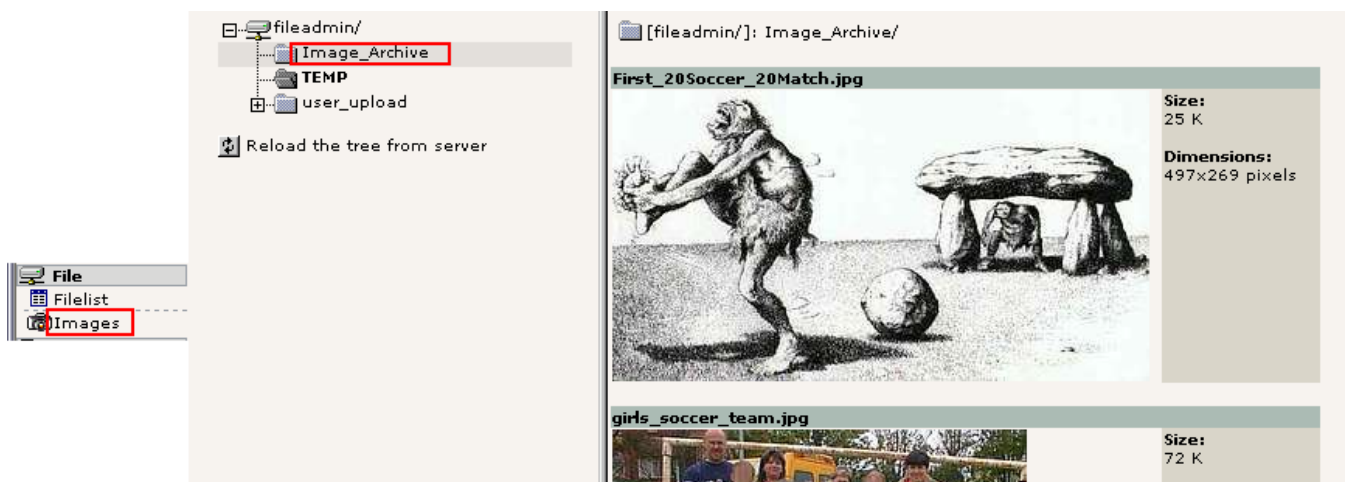 File
Filelist
Images
fileadmin/
Image_Archive
TEMP
user_upload
Reload the tree from server
[fileadmin/]: Image_Archive/
First_20Soccer_20Match.jpg
Size:
25 K
Dimensions:
497x269 pixels
girls_soccer_team.jpg
Size:
72 K